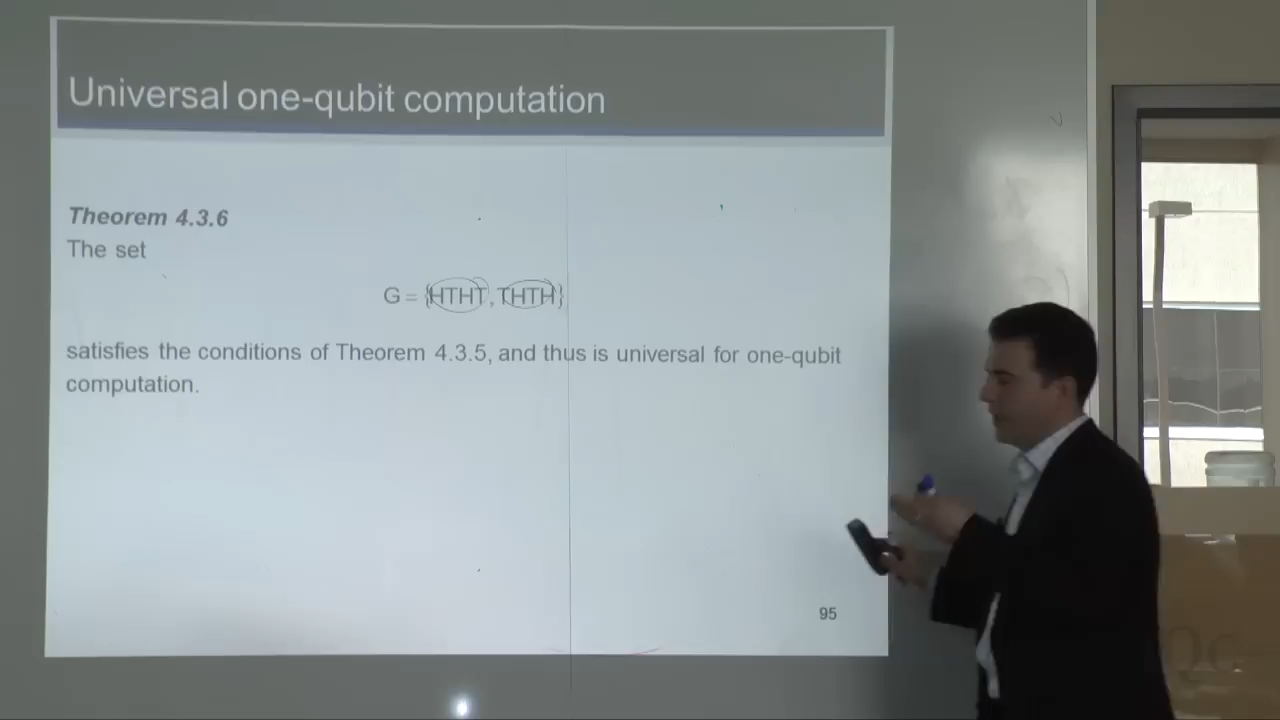 Universal one-qubit computation
Theorem 4.3.6
The set
G = {HTHT, THTH}
satisfies the conditions of Theorem 4.3.5, and thus is universal for one-qubit
computation.
95